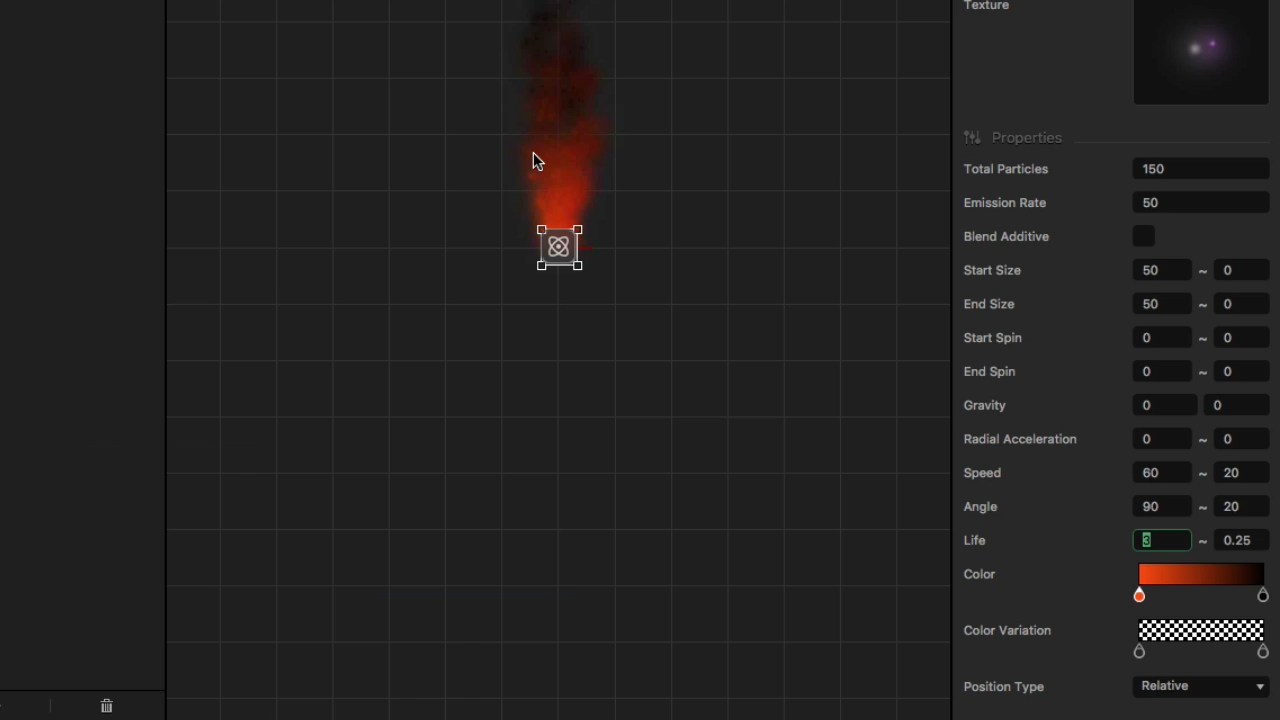 Texture
Properties
Total Particles 150
Emission Rate 50
Blend Additive
Start Size 50 ~ 0
End Size 50 ~ 0
Start Spin 0 ~ 0
End Spin 0 ~ 0
Gravity 0 0
Radial Acceleration 0 ~ 0
Speed 60 ~ 20
Angle 90 ~ 20
Life 3 ~ 0.25
Color
Color Variation
Position Type Relative